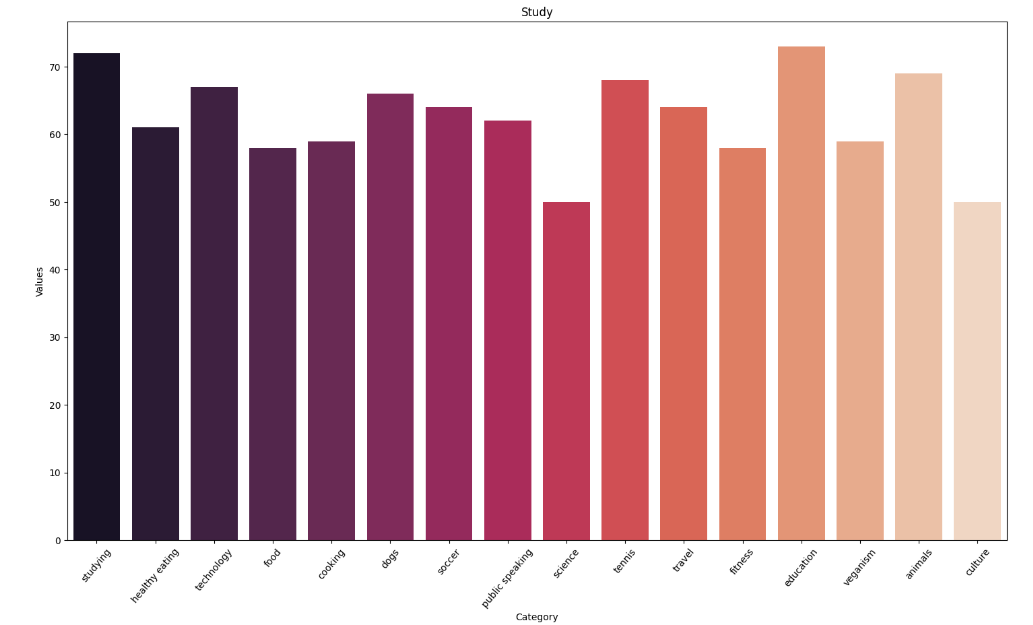 Study
Values
70
60
50
40
30
20
10
0
studying
healthy eating
technology
food
cooking
dogs
soccer
public speaking
science
tennis
travel
fitness
education
veganism
animals
culture
Category